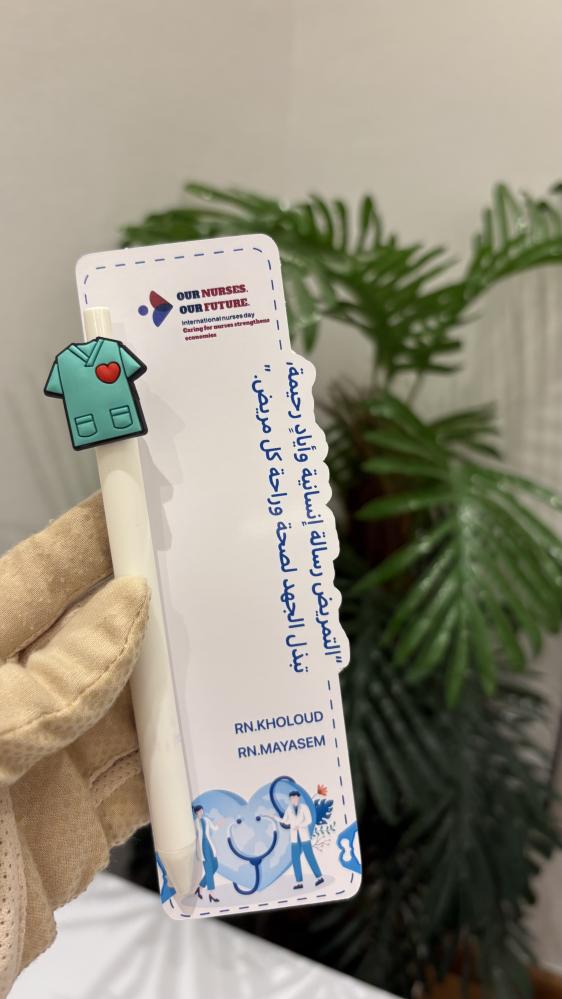 OUR NURSES.
OUR FUTURE.
International nurses day
Caring for nurses strengthens
economies
"التمريض رسالة إنسانية وأيادٍ رحيمة،
تبذل الجهد لصحة وراحة كل مريض."
RN.KHOLOUD
RN.MAYASEM